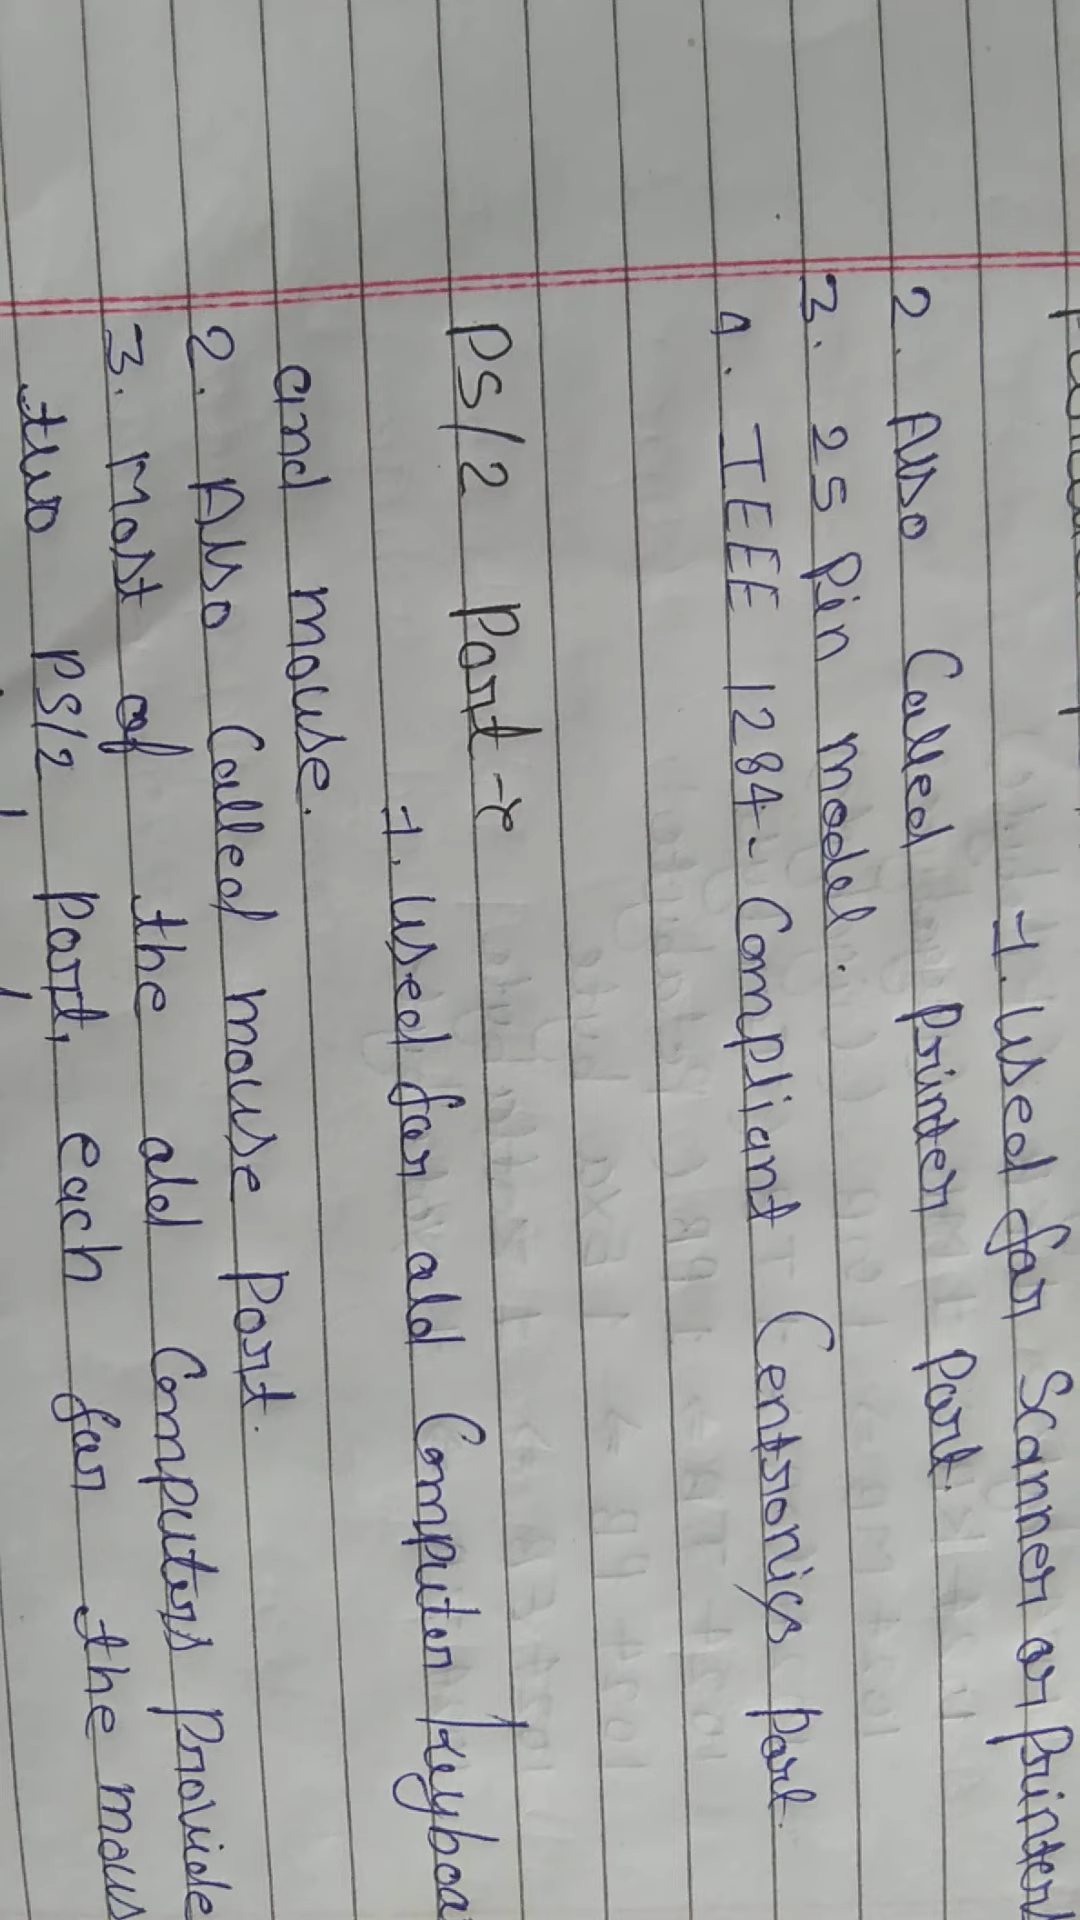 1. Used for Scanner or Printer
2. Also Called Printer Port.
3. 25 Pin model.
4. IEEE 1284-Compliant Centronics Port.
PS/2 Port -
1. Used for old Computer keyboa
and mouse.
2. Also Called mouse Port.
3. Most of the old Computers Provide
two PS/2 Port, each for the mous